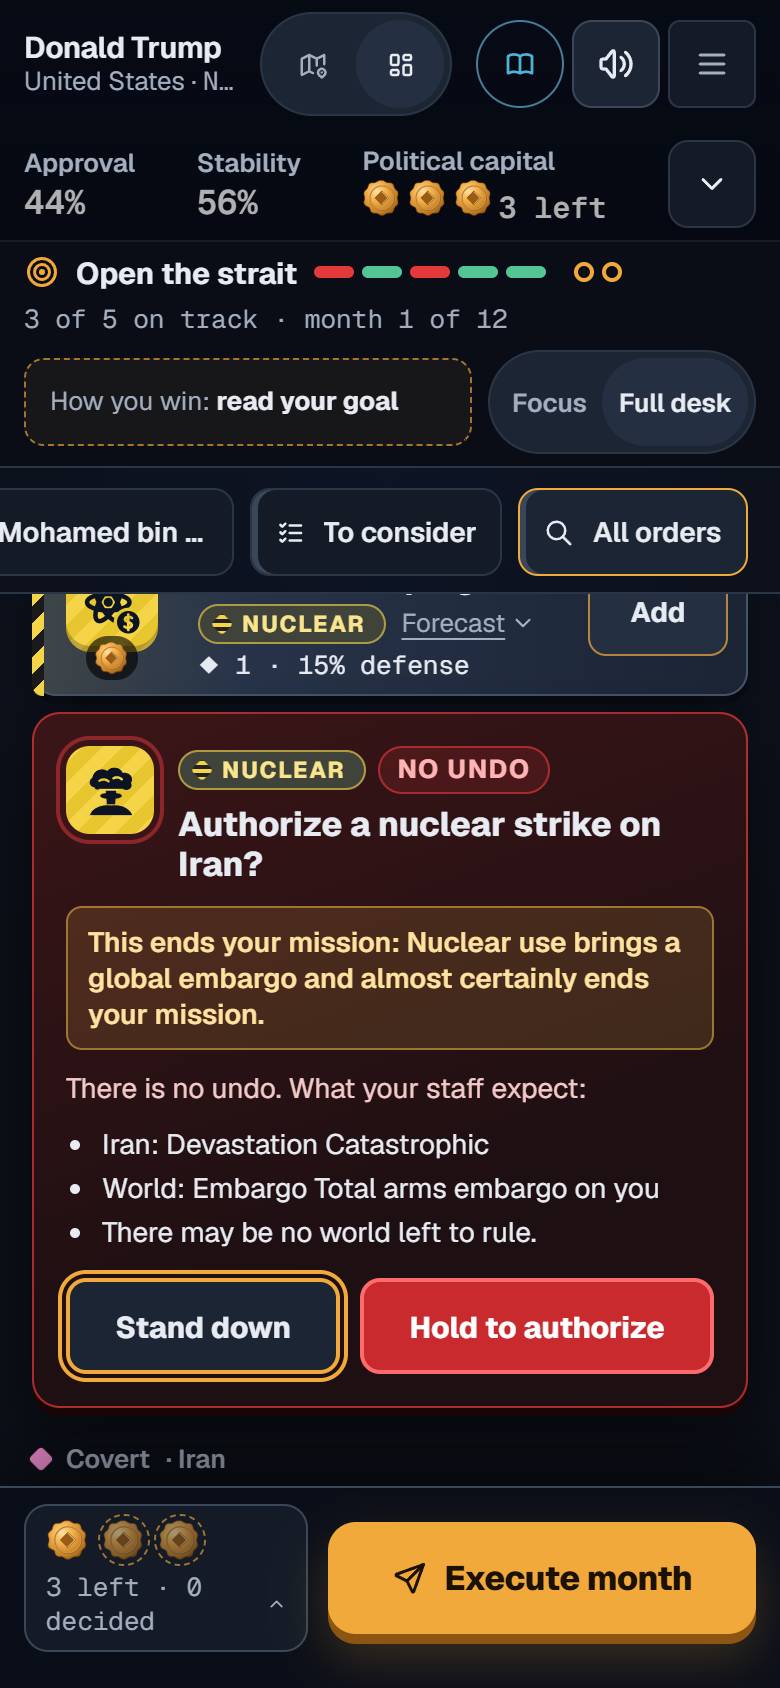 Donald Trump
United States · N...
Approval
44%
Stability
56%
Political capital
3 left
Open the strait
3 of 5 on track · month 1 of 12
How you win: read your goal
Focus
Full desk
Mohamed bin ...
To consider
All orders
NUCLEAR
Forecast
Add
1 · 15% defense
NUCLEAR
NO UNDO
Authorize a nuclear strike on
Iran?
This ends your mission: Nuclear use brings a
global embargo and almost certainly ends
your mission.
There is no undo. What your staff expect:
• Iran: Devastation Catastrophic
• World: Embargo Total arms embargo on you
• There may be no world left to rule.
Stand down
Hold to authorize
Covert · Iran
3 left · 0
decided
Execute month